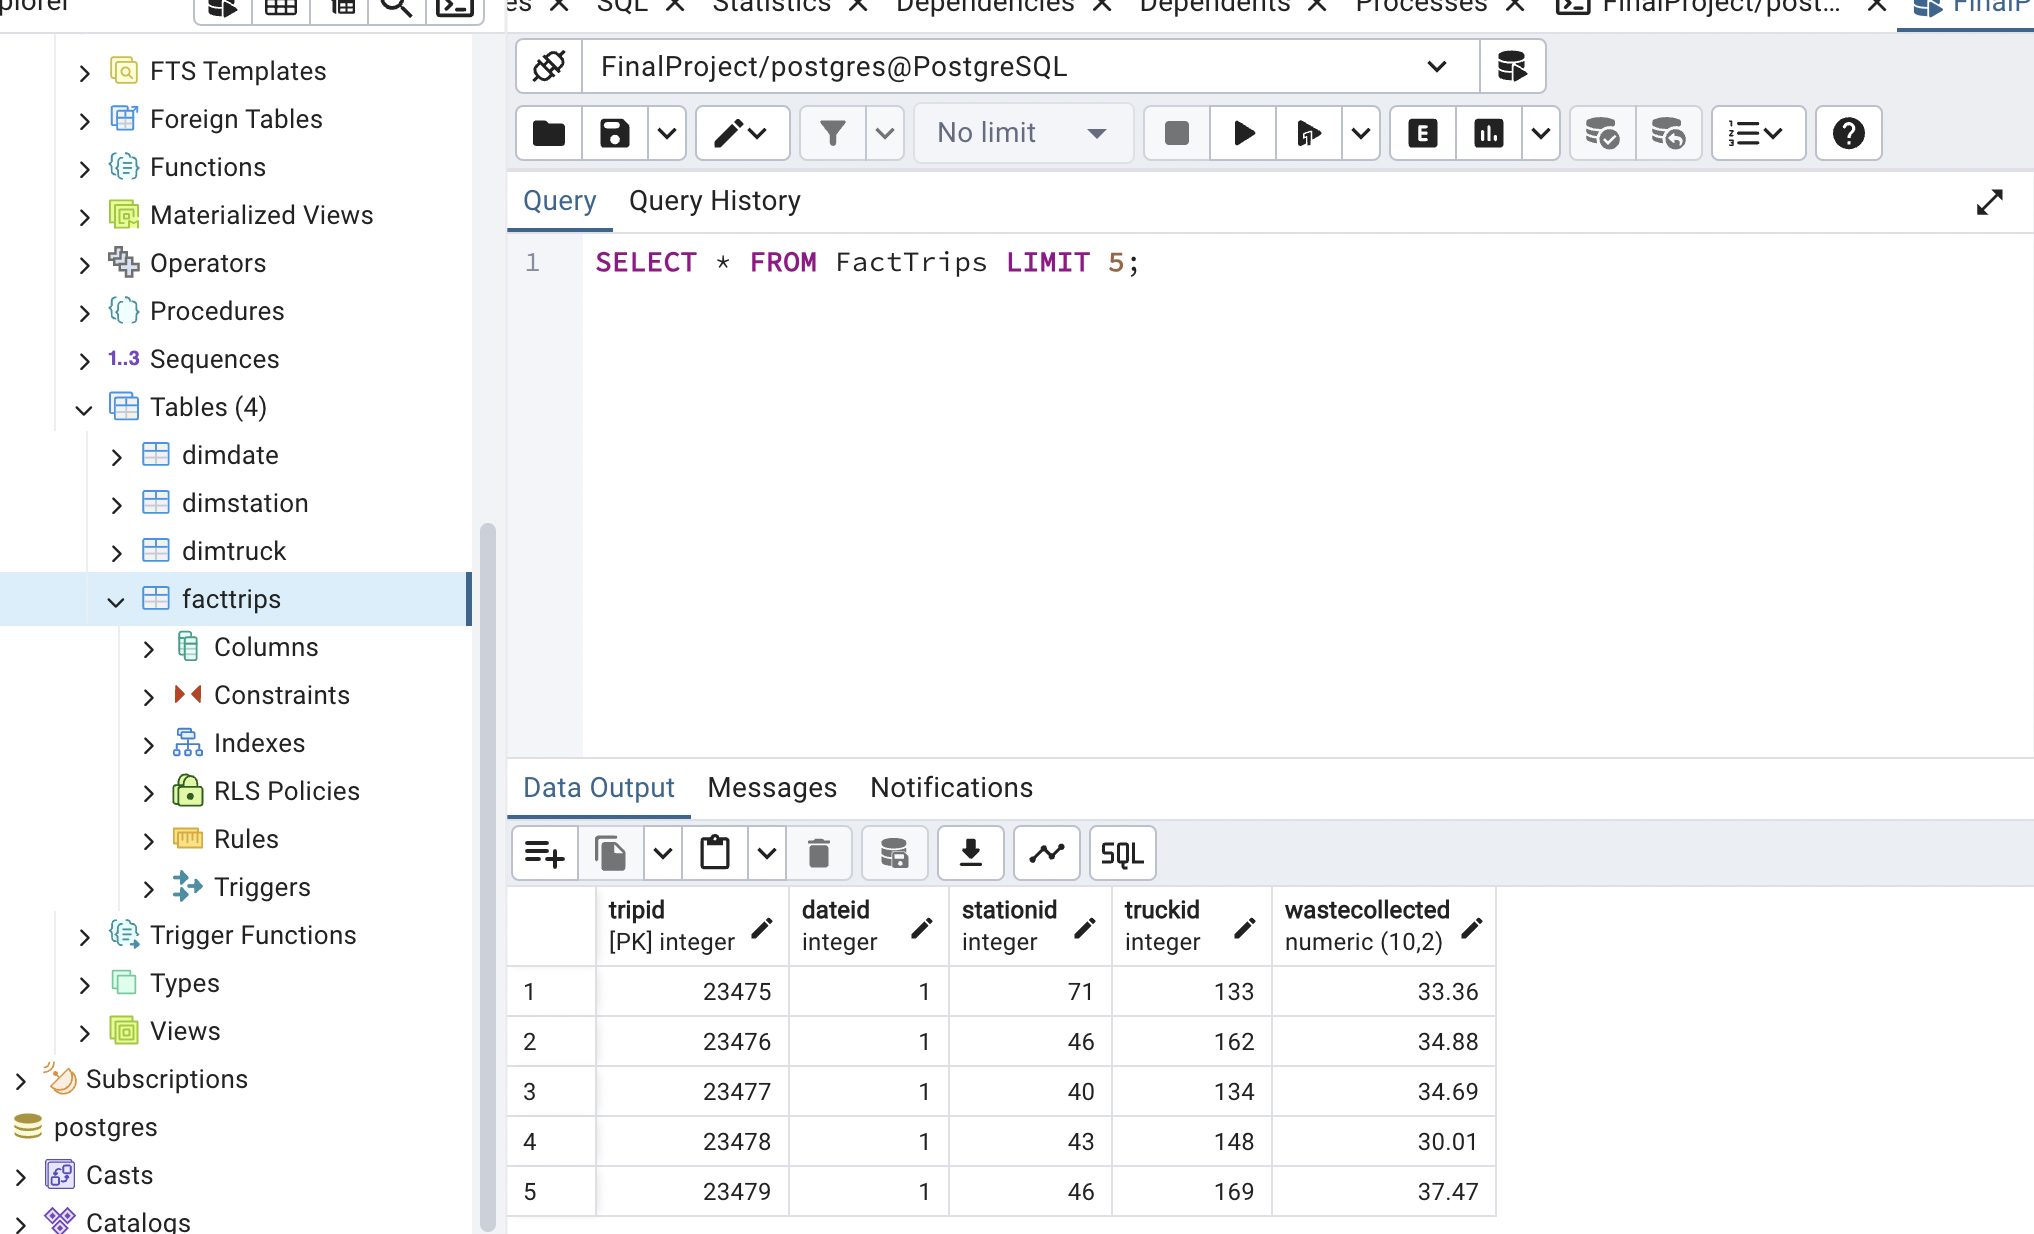 SQL
Statistics
Dependencies
Dependents
Processes
FinalProject/post...
FTS Templates
Foreign Tables
Functions
Materialized Views
Operators
Procedures
1..3 Sequences
Tables (4)
dimdate
dimstation
dimtruck
facttrips
Columns
Constraints
Indexes
RLS Policies
Rules
Triggers
Trigger Functions
Types
Views
Subscriptions
postgres
Casts
Catalogs
FinalProject/postgres@PostgreSQL
No limit
E
Query Query History
1 SELECT * FROM FactTrips LIMIT 5;
Data Output Messages Notifications
SQL
tripid dateid stationid truckid wastecollected
[PK] integer integer integer integer numeric (10,2)
1 23475 1 71 133 33.36
2 23476 1 46 162 34.88
3 23477 1 40 134 34.69
4 23478 1 43 148 30.01
5 23479 1 46 169 37.47